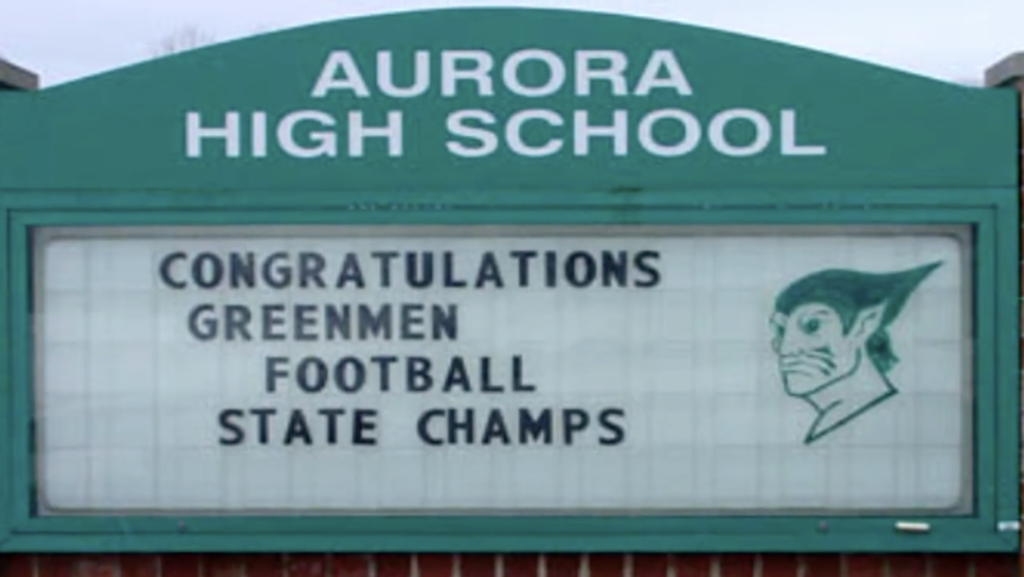 AURORA
HIGH SCHOOL
CONGRATULATIONS
GREENMEN
FOOTBALL
STATE CHAMPS